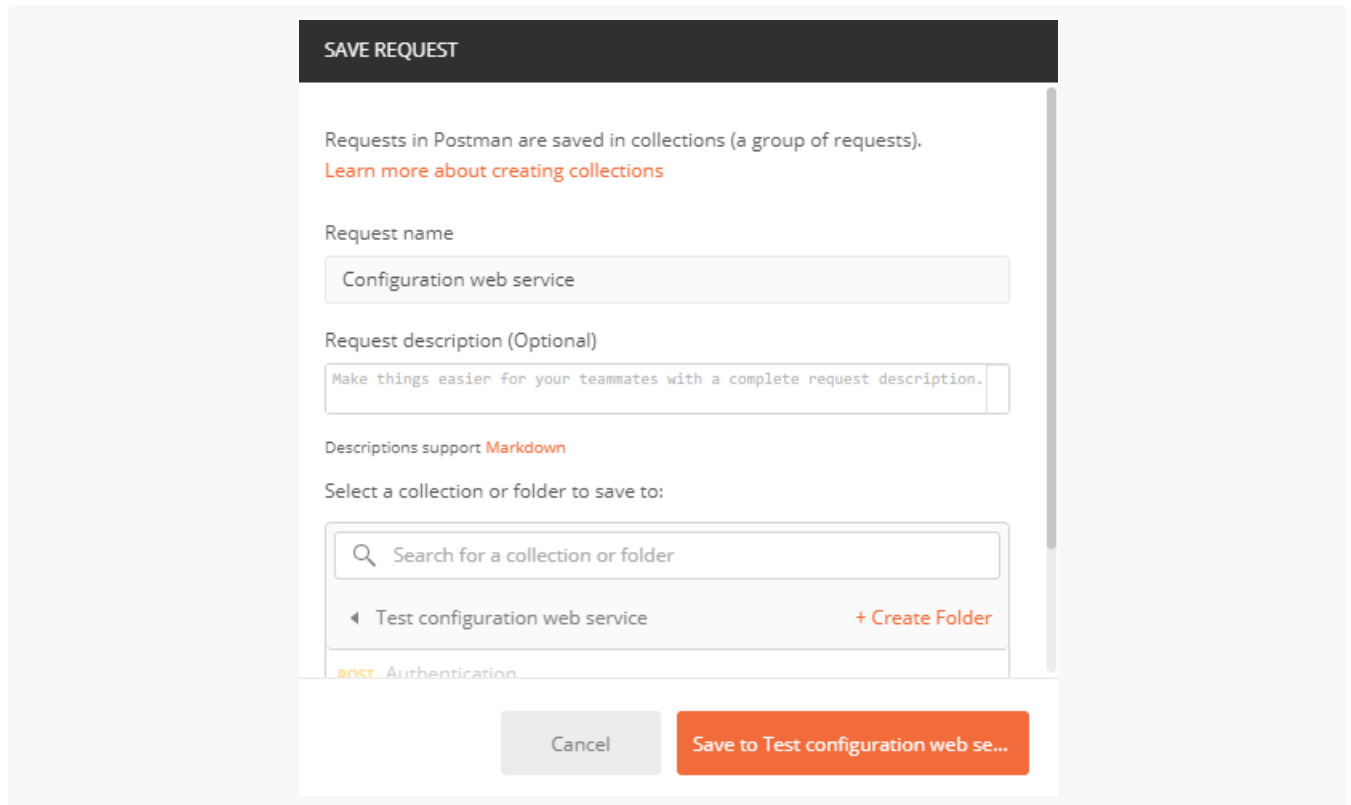 SAVE REQUEST
Requests in Postman are saved in collections (a group of requests).
Learn more about creating collections
Request name
Configuration web service
Request description (Optional)
Make things easier for your teammates with a complete request description.
Descriptions support Markdown
Select a collection or folder to save to:
Search for a collection or folder
Test configuration web service + Create Folder
POST Authentication
Cancel Save to Test configuration web se...